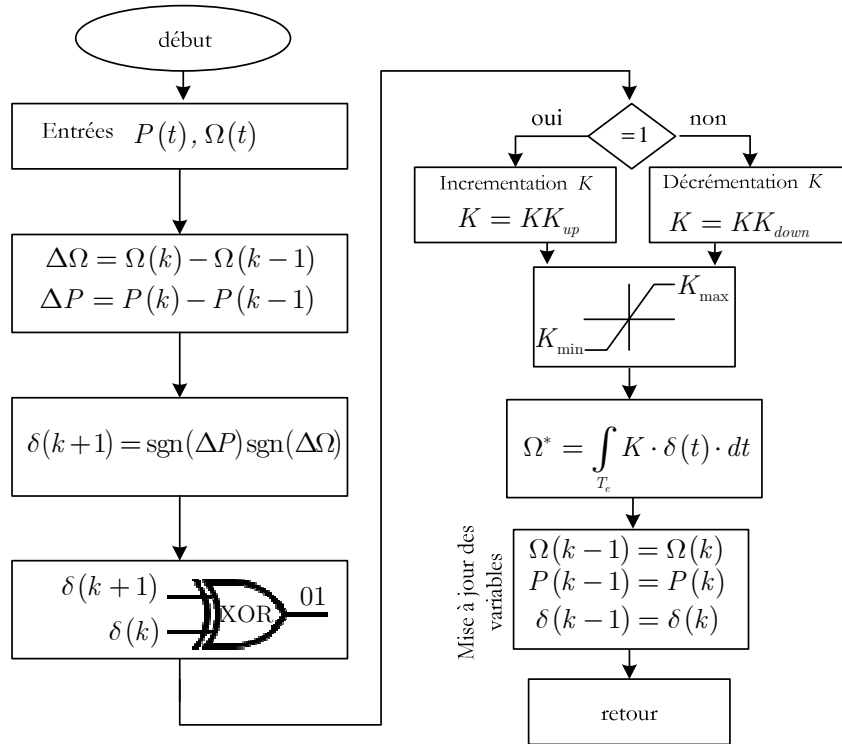 début
Entrées P(t), Ω(t)
ΔΩ = Ω(k) − Ω(k−1)
ΔP = P(k) − P(k−1)
δ(k+1) = sgn(ΔP)sgn(ΔΩ)
δ(k+1)
δ(k)
XOR
01
=1
oui
non
Incrementation K
K = KK_up
Décrémentation K
K = KK_down
K_max
K_min
Ω* = ∫_{T_e} K · δ(t) · dt
Mise à jour des
variables
Ω(k−1) = Ω(k)
P(k−1) = P(k)
δ(k−1) = δ(k)
retour